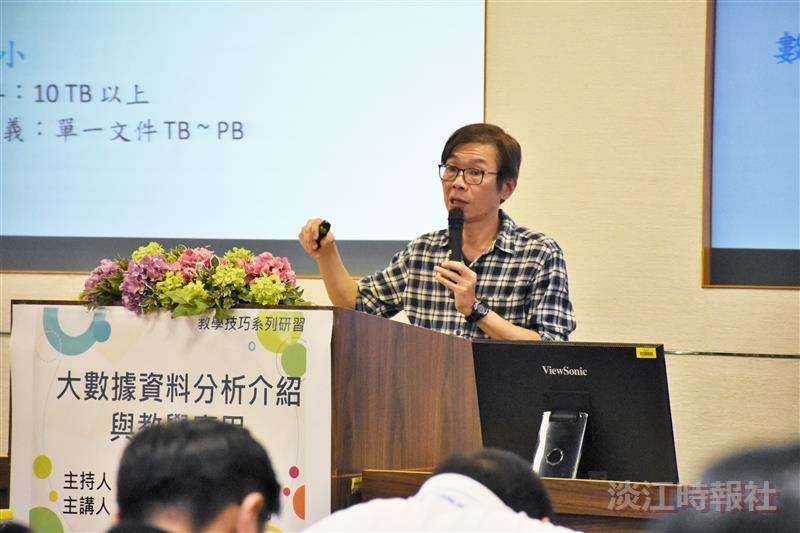 小
：10 TB 以上
義：單一文件 TB ~ PB
數
教學技巧系列研習
大數據資料分析介紹
與教學應用
主持人
主講人
ViewSonic
淡江時報社